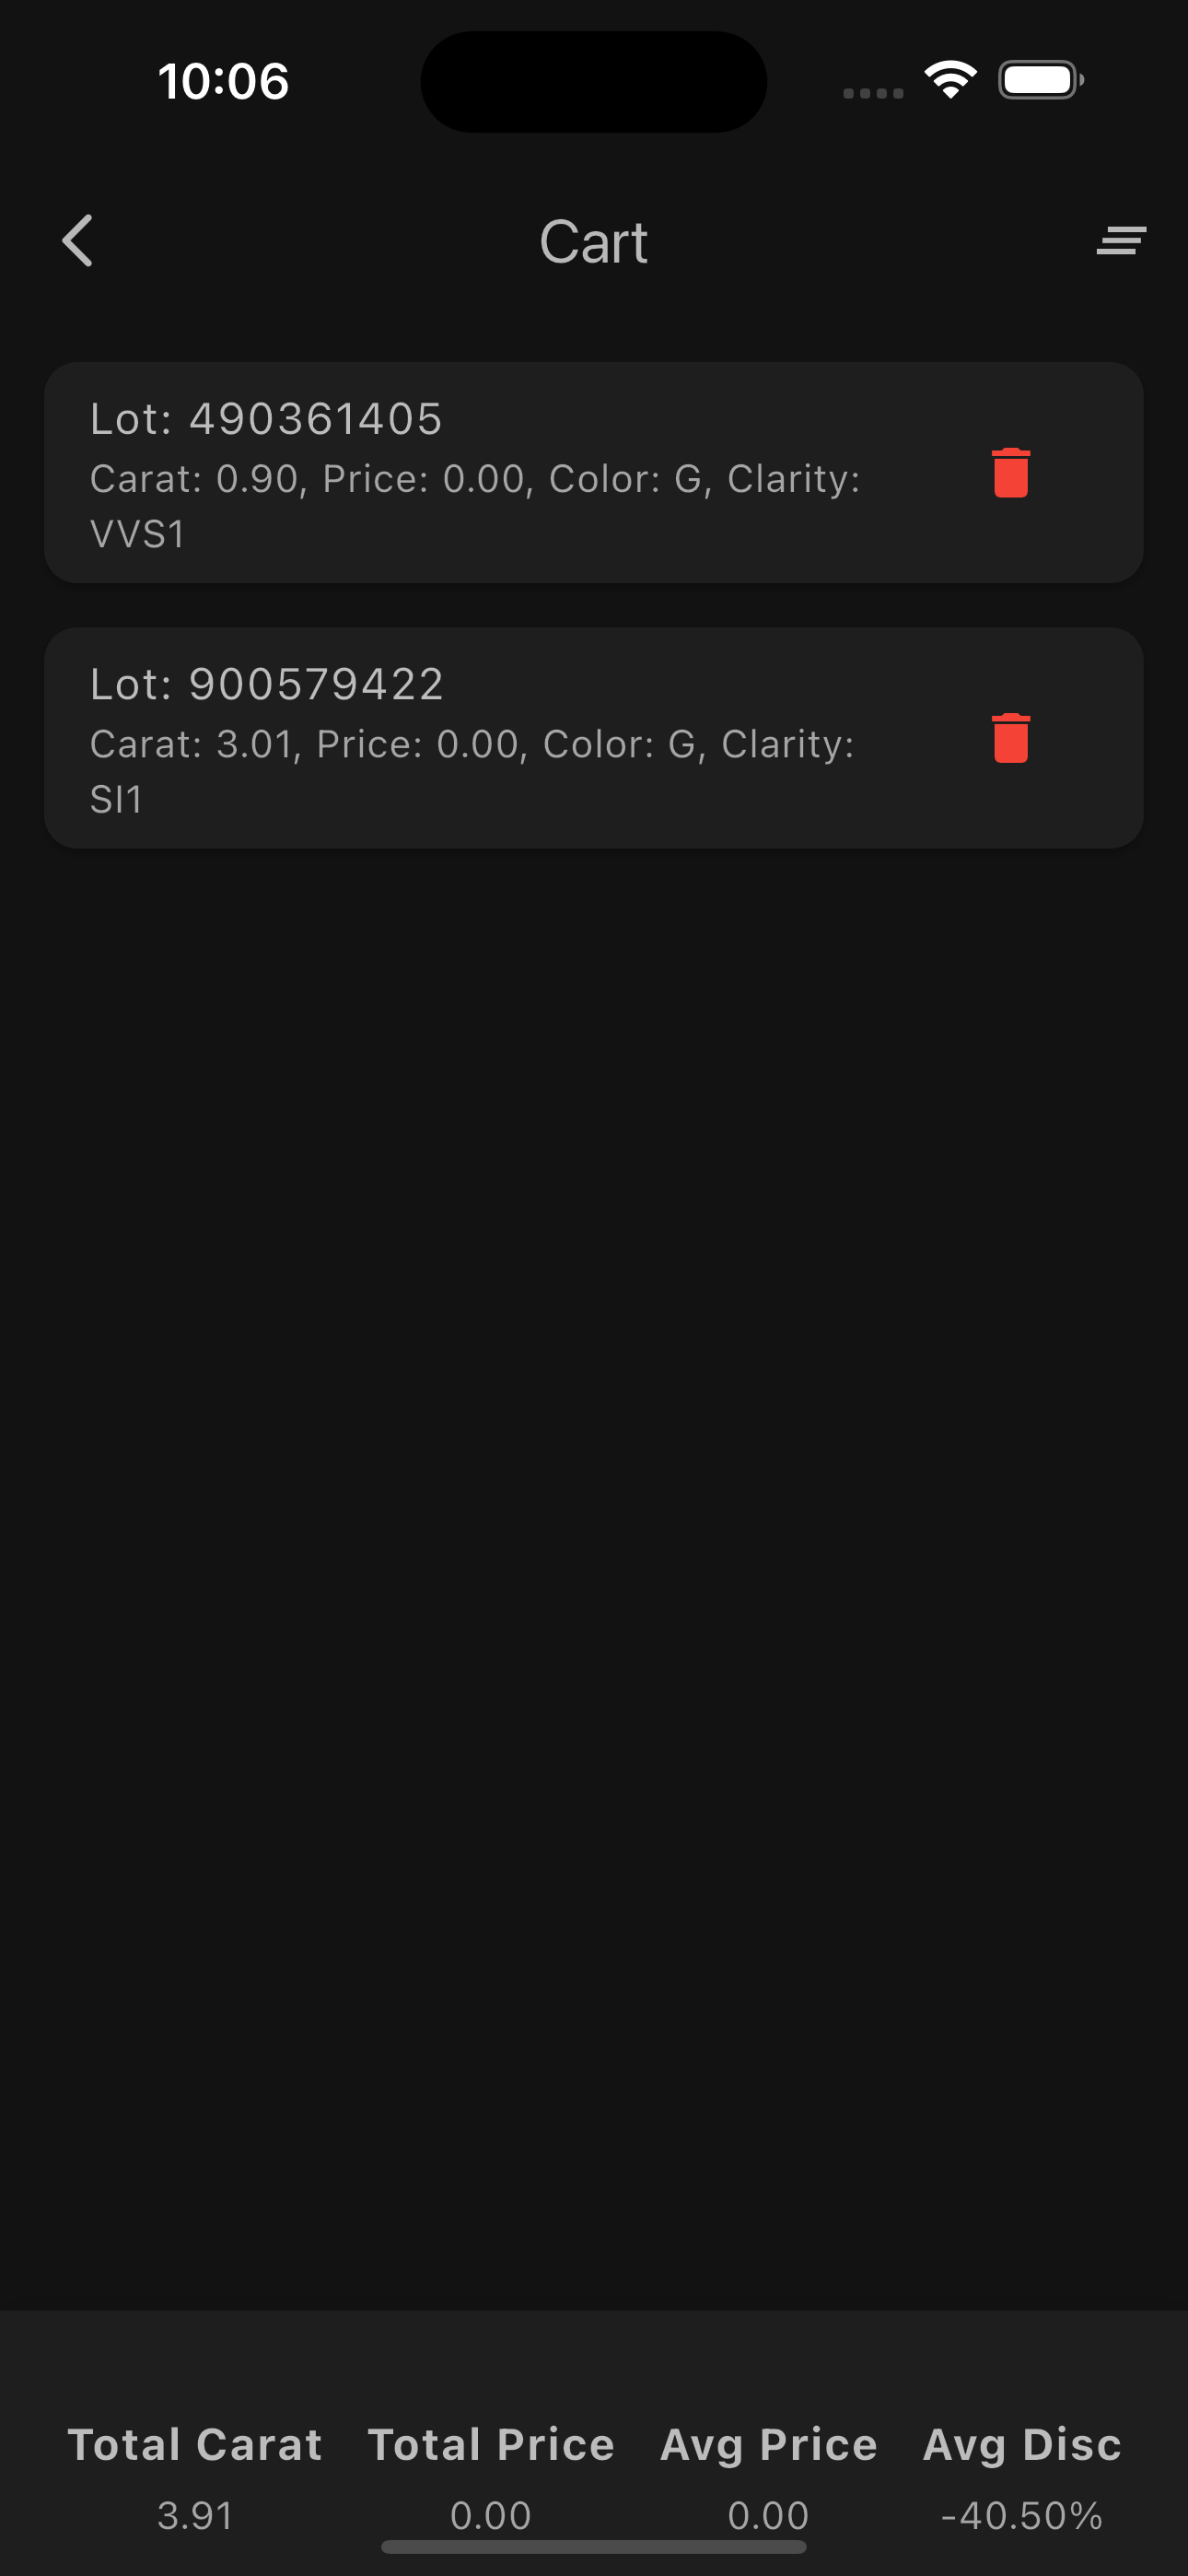 10:06
Cart
Lot: 490361405
Carat: 0.90, Price: 0.00, Color: G, Clarity:
VVS1
Lot: 900579422
Carat: 3.01, Price: 0.00, Color: G, Clarity:
SI1
Total Carat Total Price Avg Price Avg Disc
3.91 0.00 0.00 -40.50%